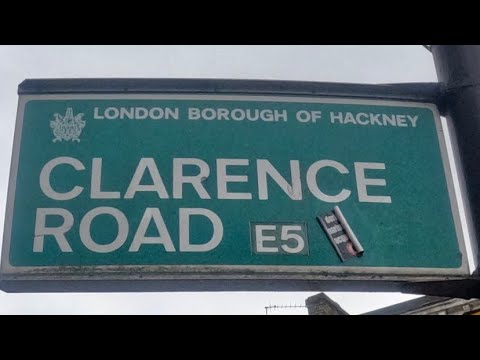 LONDON BOROUGH OF HACKNEY
CLARENCE
ROAD E5